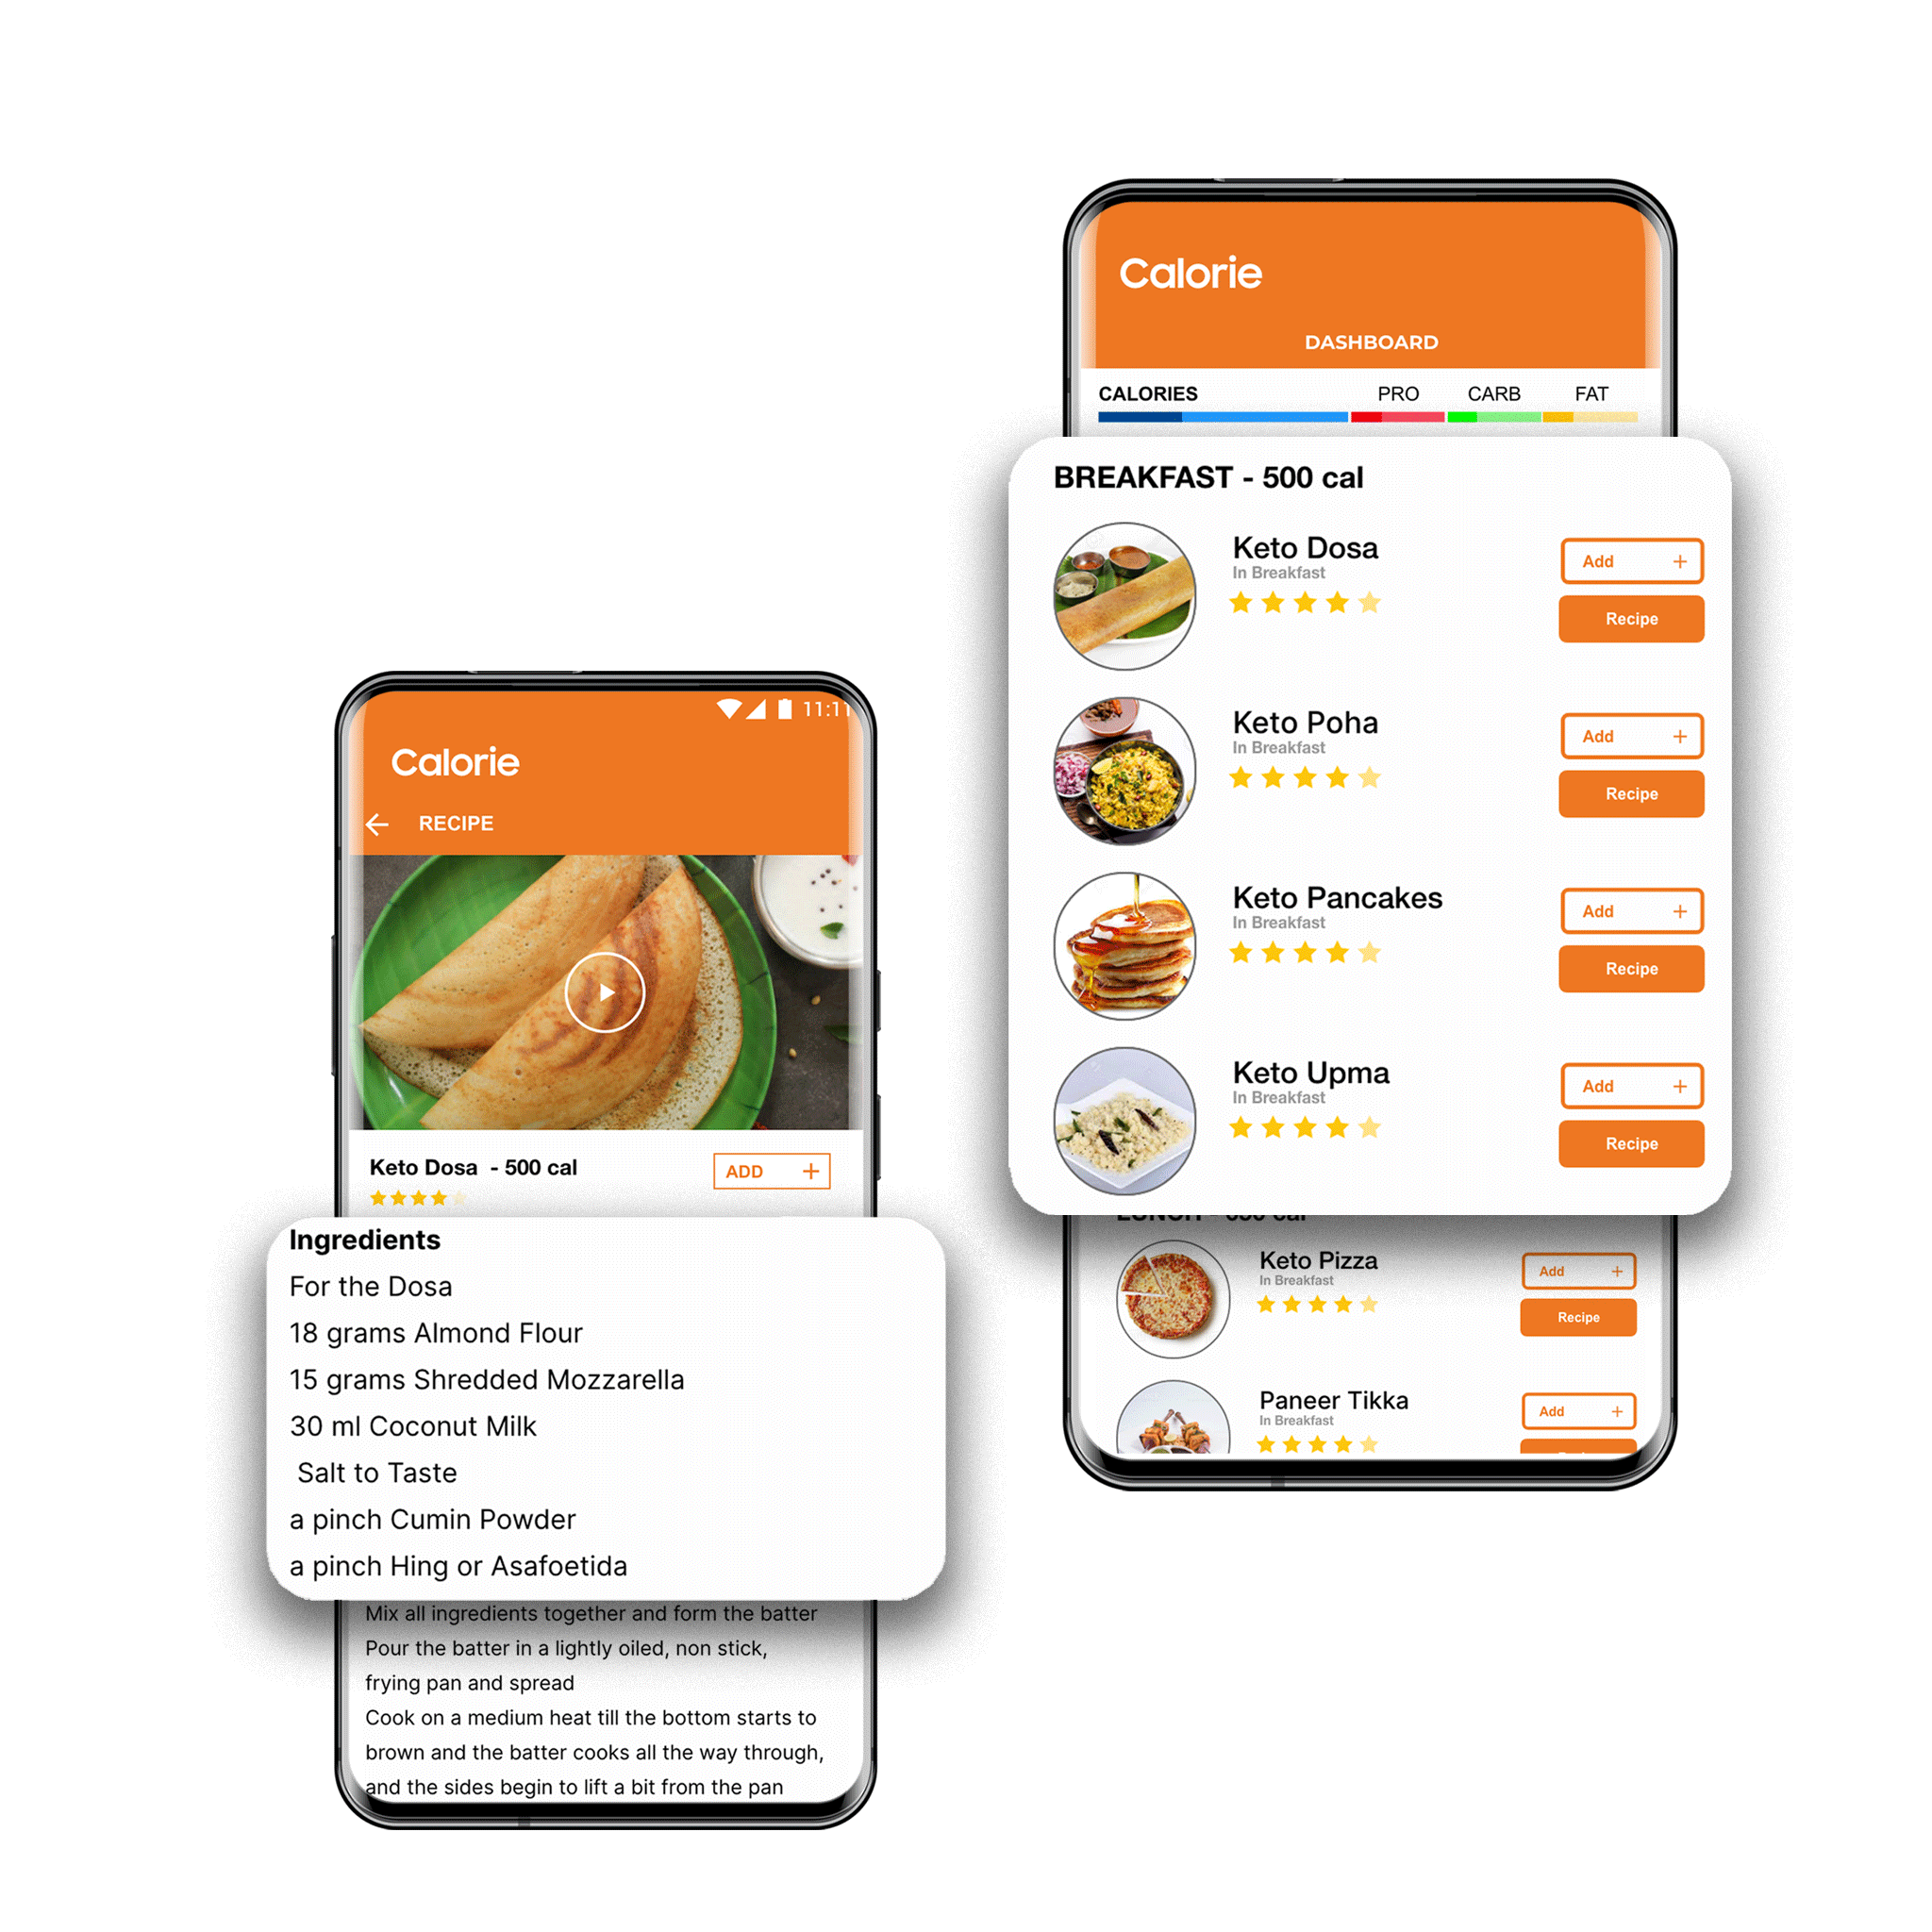 Calorie
DASHBOARD
CALORIES PRO CARB FAT
BREAKFAST - 500 cal
Keto Dosa
In Breakfast
Add +
Recipe
Keto Poha
In Breakfast
Add +
Recipe
Keto Pancakes
In Breakfast
Add +
Recipe
Keto Upma
In Breakfast
Add +
Recipe
Keto Pizza
In Breakfast
Add +
Recipe
Paneer Tikka
In Breakfast
Add +
11:11
Calorie
RECIPE
Keto Dosa - 500 cal
ADD +
Ingredients
For the Dosa
18 grams Almond Flour
15 grams Shredded Mozzarella
30 ml Coconut Milk
Salt to Taste
a pinch Cumin Powder
a pinch Hing or Asafoetida
Mix all ingredients together and form the batter
Pour the batter in a lightly oiled, non stick,
frying pan and spread
Cook on a medium heat till the bottom starts to
brown and the batter cooks all the way through,
and the sides begin to lift a bit from the pan